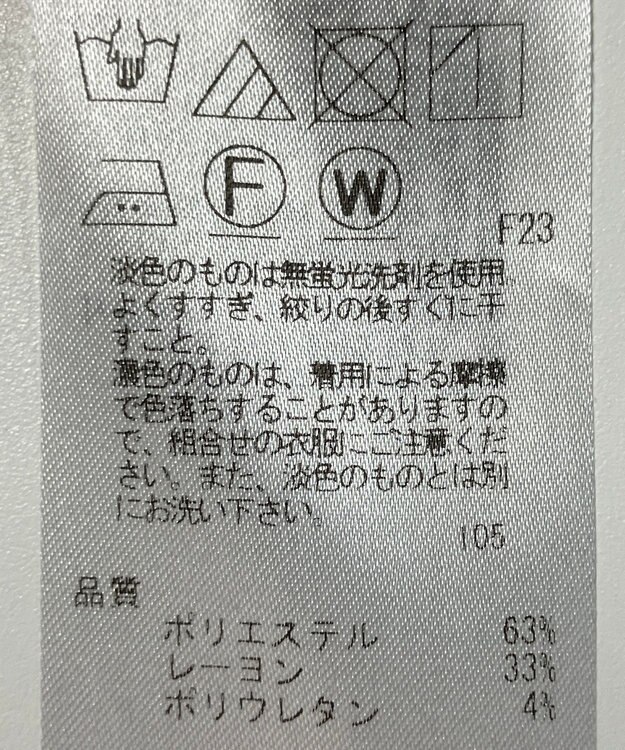 F
W
F23
淡色のものは無蛍光洗剤を使用
よくすすぎ、絞りの後すぐに干
すこと。
濃色のものは、着用による摩擦
で色落ちすることがありますの
で、組合せの衣服にご注意くだ
さい。また、淡色のものとは別
にお洗い下さい。
105
品質
ポリエステル 63%
レーヨン 33%
ポリウレタン 4%